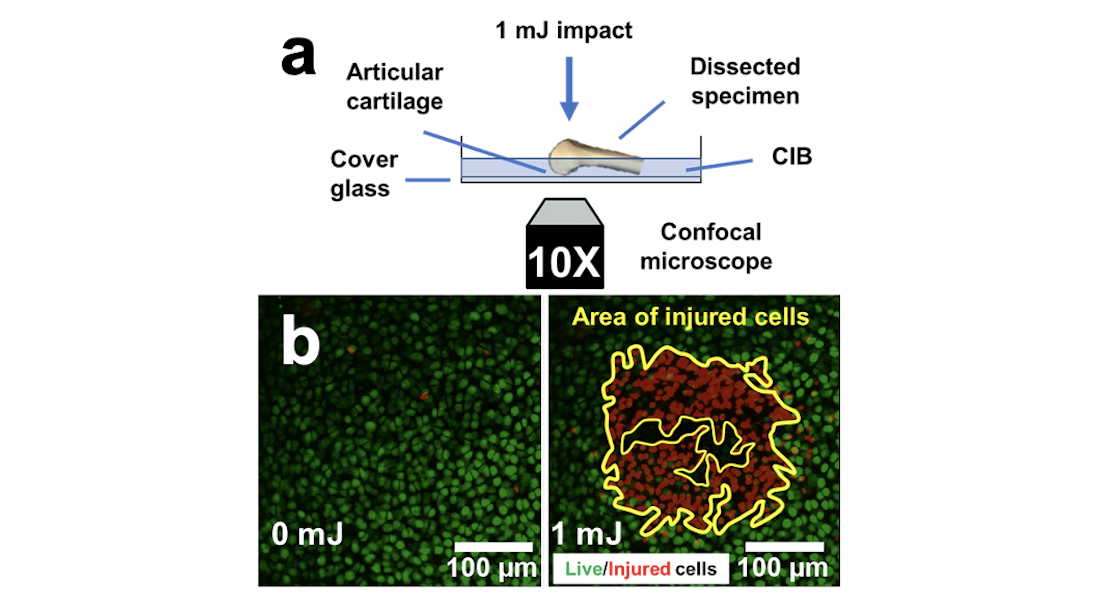 a
1 mJ impact
Articular
cartilage
Dissected
specimen
Cover
glass
CIB
10X
Confocal
microscope
b
0 mJ
100 μm
Area of injured cells
1 mJ
Live/Injured cells
100 μm